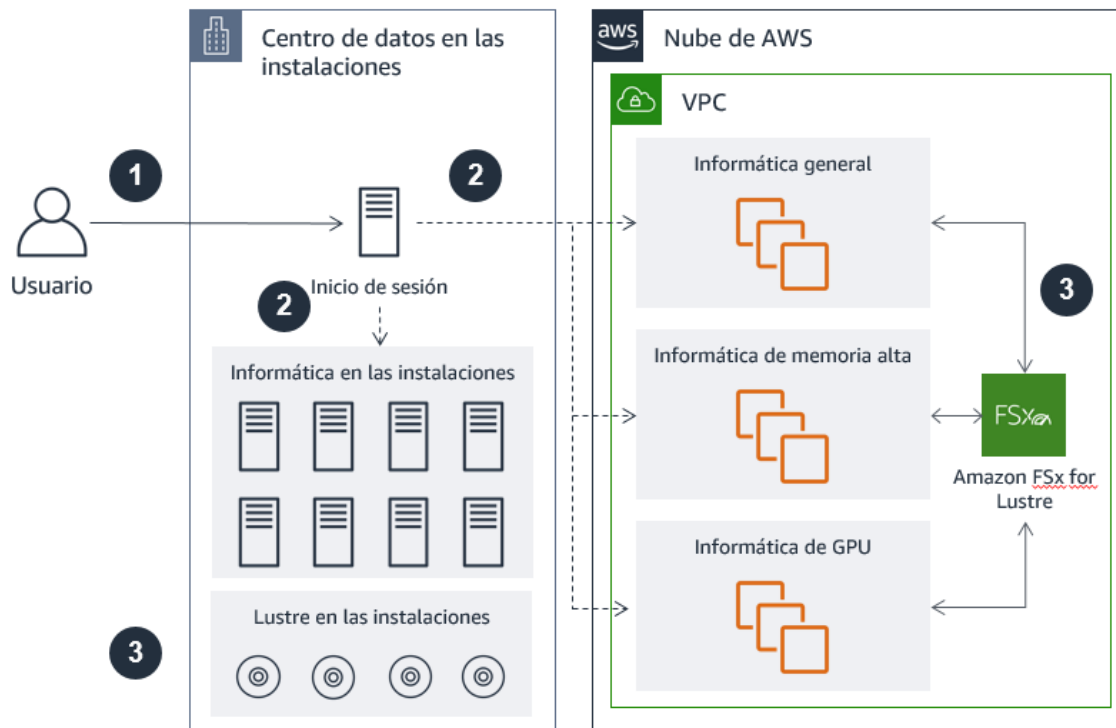 Centro de datos en las
instalaciones
aws
Nube de AWS
VPC
1
2
Informática general
Usuario
Inicio de sesión
2
3
Informática en las instalaciones
Informática de memoria alta
FSx
Amazon FSx for
Lustre
Informática de GPU
Lustre en las instalaciones
3